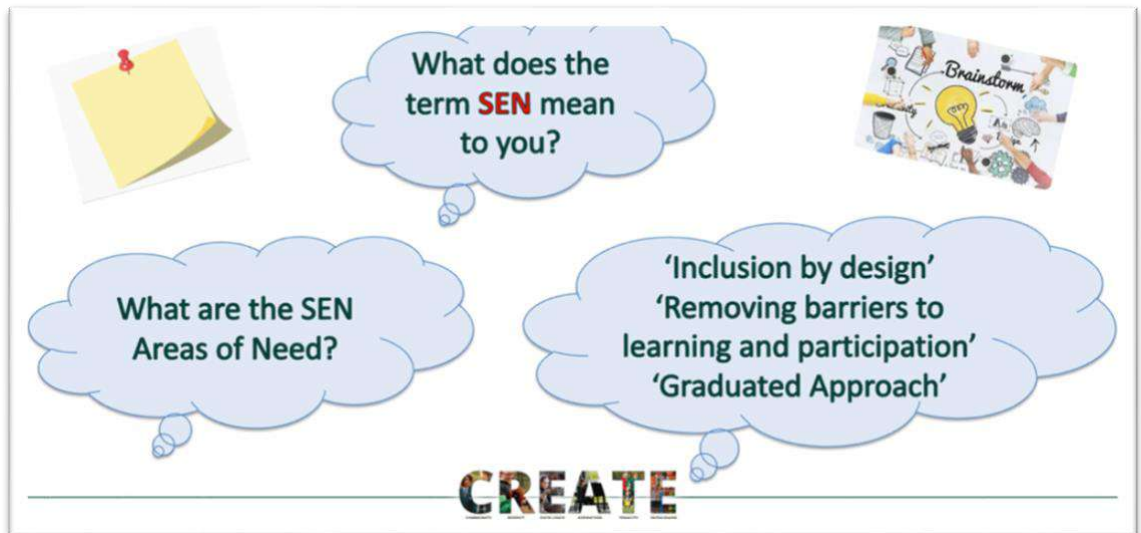 What does the
term SEN mean
to you?
Brainstorm
What are the SEN
Areas of Need?
‘Inclusion by design’
‘Removing barriers to
learning and participation’
‘Graduated Approach’
CREATE